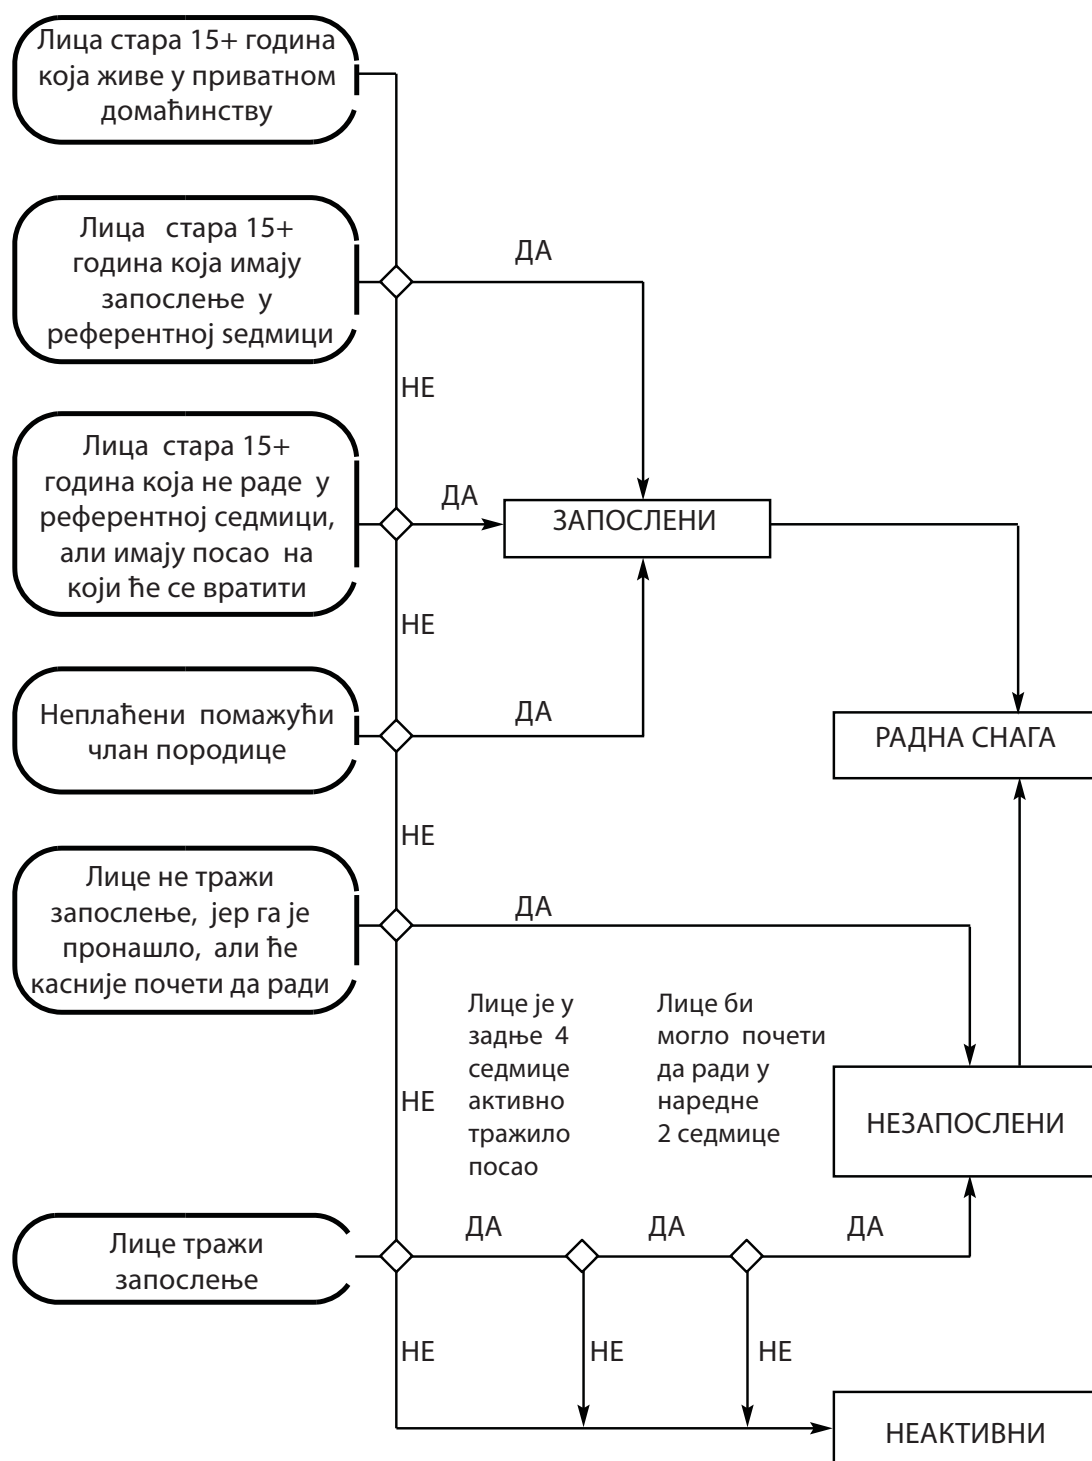 Лица стара 15+ година
која живе у приватном
домаћинству
Лица стара 15+
година која имају
запослење у
референтној ѕедмици
ДА
НЕ
Лица стара 15+
година која не раде у
референтној седмици,
али имају посао на
који ће се вратити
ДА
ЗАПОСЛЕНИ
НЕ
Неплаћени помажући
члан породице
ДА
РАДНА СНАГА
НЕ
Лице не тражи
запослење, јер га је
пронашло, али ће
касније почети да ради
ДА
НЕ
Лице је у
задње 4
седмице
активно
тражило
посао
Лице би
могло почети
да ради у
наредне
2 седмице
НЕЗАПОСЛЕНИ
Лице тражи
запослење
ДА
ДА
ДА
НЕ
НЕ
НЕ
НЕАКТИВНИ